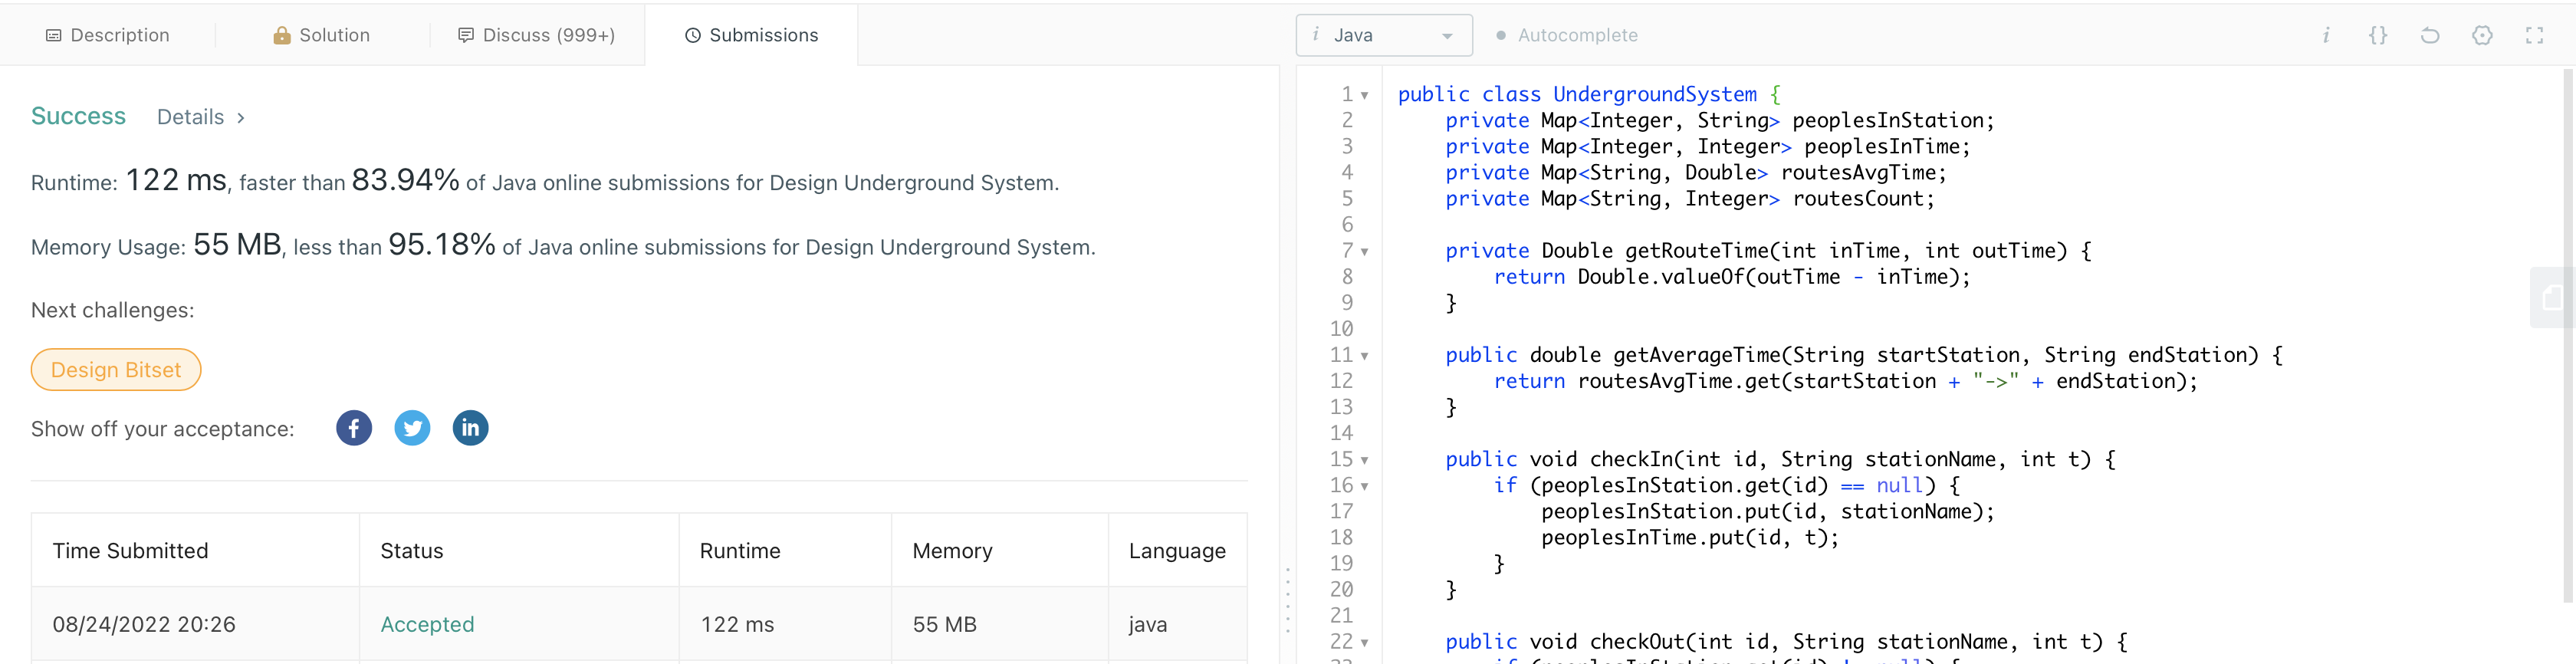 Description
Solution
Discuss (999+)
Submissions
i Java
Autocomplete
i {}
Success Details >
Runtime: 122 ms, faster than 83.94% of Java online submissions for Design Underground System.
Memory Usage: 55 MB, less than 95.18% of Java online submissions for Design Underground System.
Next challenges:
Design Bitset
Show off your acceptance: f in
Time Submitted Status Runtime Memory Language
08/24/2022 20:26 Accepted 122 ms 55 MB java
1 public class UndergroundSystem {
2     private Map<Integer, String> peoplesInStation;
3     private Map<Integer, Integer> peoplesInTime;
4     private Map<String, Double> routesAvgTime;
5     private Map<String, Integer> routesCount;
6
7     private Double getRouteTime(int inTime, int outTime) {
8         return Double.valueOf(outTime - inTime);
9     }
10
11     public double getAverageTime(String startStation, String endStation) {
12         return routesAvgTime.get(startStation + "->" + endStation);
13     }
14
15     public void checkIn(int id, String stationName, int t) {
16         if (peoplesInStation.get(id) == null) {
17             peoplesInStation.put(id, stationName);
18             peoplesInTime.put(id, t);
19         }
20     }
21
22     public void checkOut(int id, String stationName, int t) {